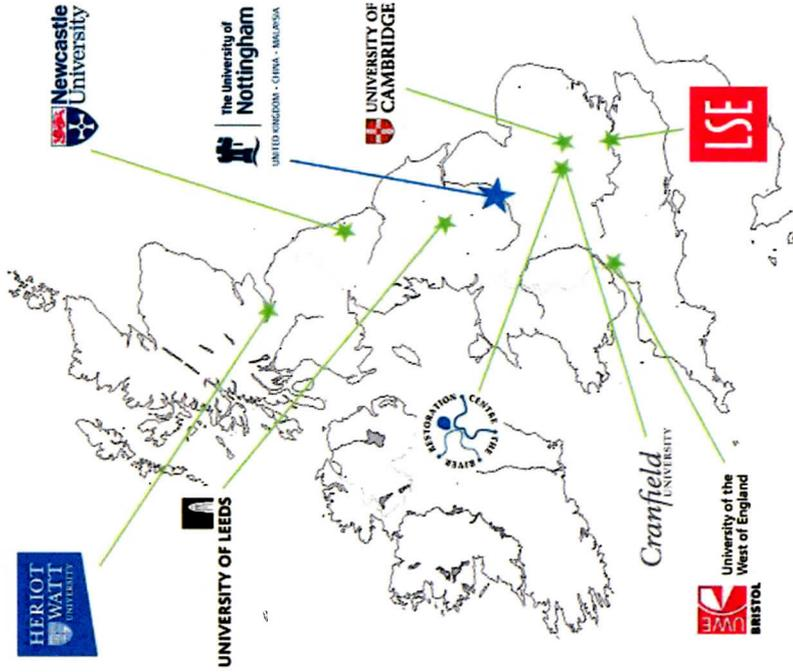 HERIOT
WATT
UNIVERSITY
UNIVERSITY OF LEEDS
Newcastle
University
The University of
Nottingham
UNITED KINGDOM • CHINA • MALAYSIA
UNIVERSITY OF
CAMBRIDGE
THE RIVER RESTORATION CENTRE
LSE
Cranfield
UNIVERSITY
UWE
BRISTOL
University of the
West of England